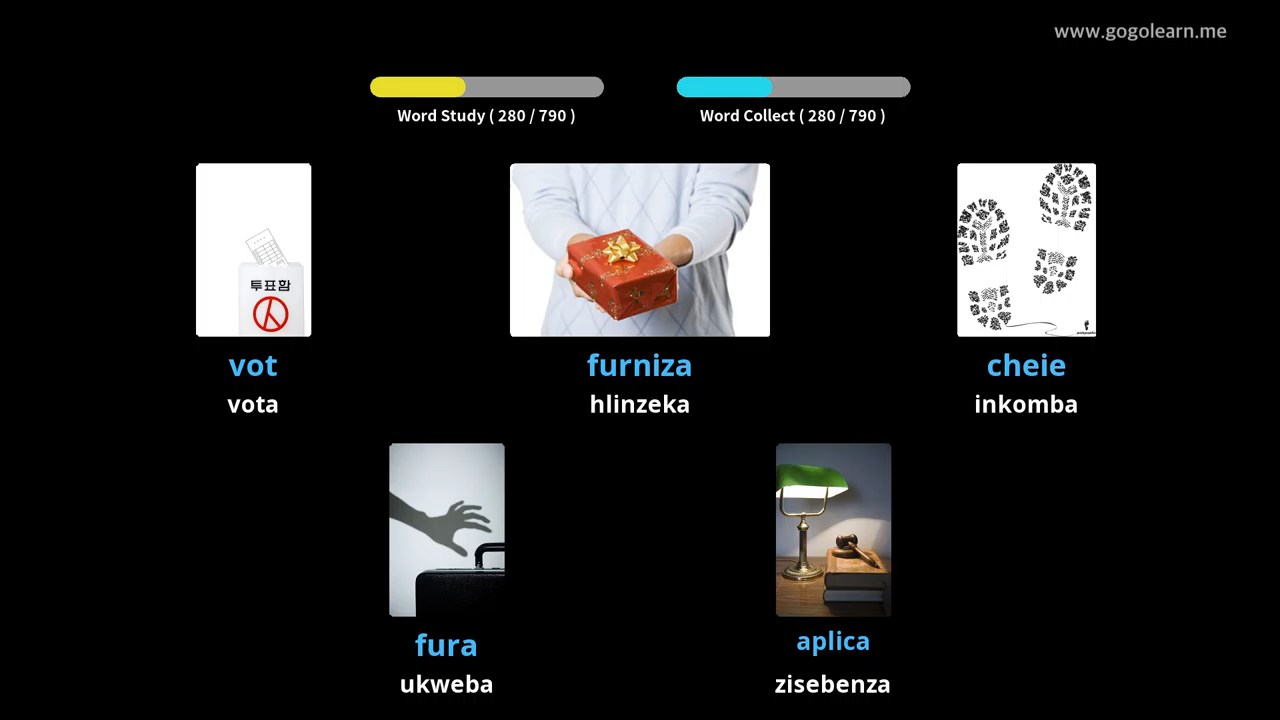 www.gogolearn.me
Word Study ( 280 / 790 )
Word Collect ( 280 / 790 )
투표함
vot
vota
furniza
hlinzeka
cheie
inkomba
fura
ukweba
aplica
zisebenza